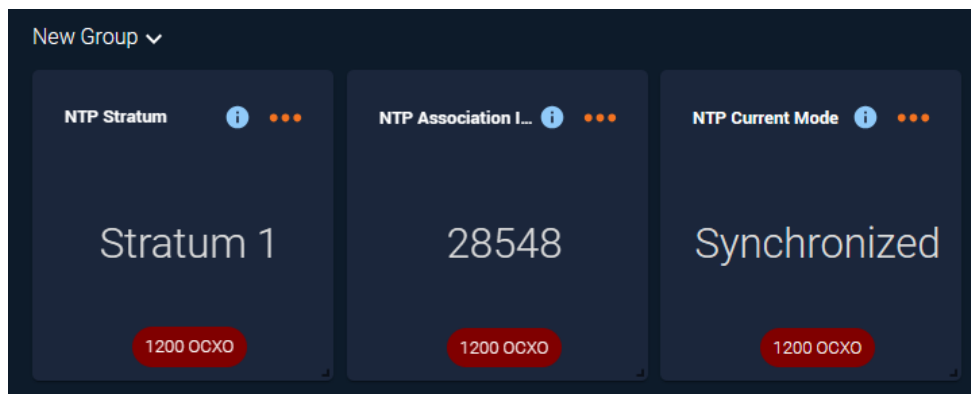 New Group
NTP Stratum
Stratum 1
1200 OCXO
NTP Association I...
28548
1200 OCXO
NTP Current Mode
Synchronized
1200 OCXO